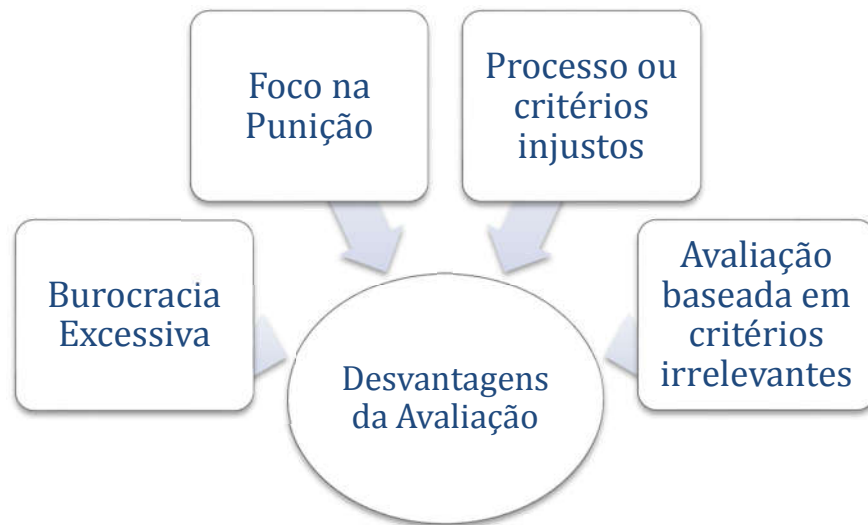 Foco na
Punição
Processo ou
critérios
injustos
Burocracia
Excessiva
Avaliação
baseada em
critérios
irrelevantes
Desvantagens
da Avaliação